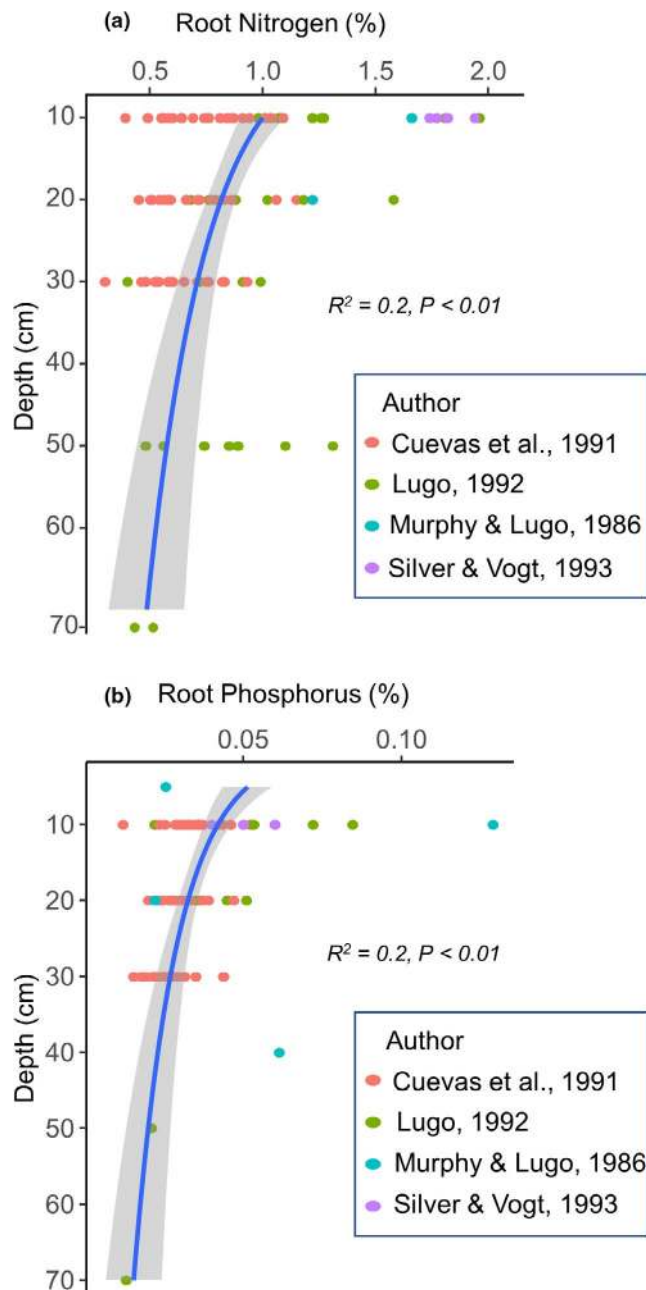 (a) Root Nitrogen (%)
0.5 1.0 1.5 2.0
10
20
30
40
50
60
70
Depth (cm)
R² = 0.2, P < 0.01
Author
Cuevas et al., 1991
Lugo, 1992
Murphy & Lugo, 1986
Silver & Vogt, 1993
(b) Root Phosphorus (%)
0.05 0.10
10
20
30
40
50
60
70
Depth (cm)
R² = 0.2, P < 0.01
Author
Cuevas et al., 1991
Lugo, 1992
Murphy & Lugo, 1986
Silver & Vogt, 1993